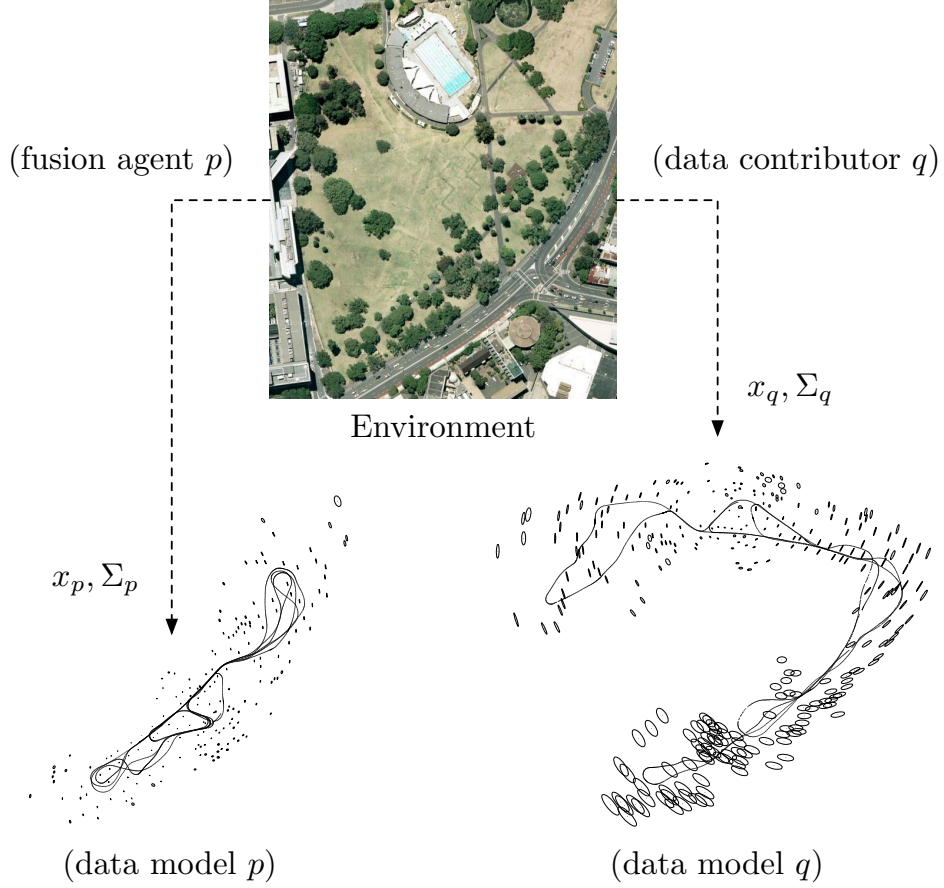 (fusion agent p)
(data contributor q)
x_q, Σ_q
Environment
x_p, Σ_p
(data model p)
(data model q)